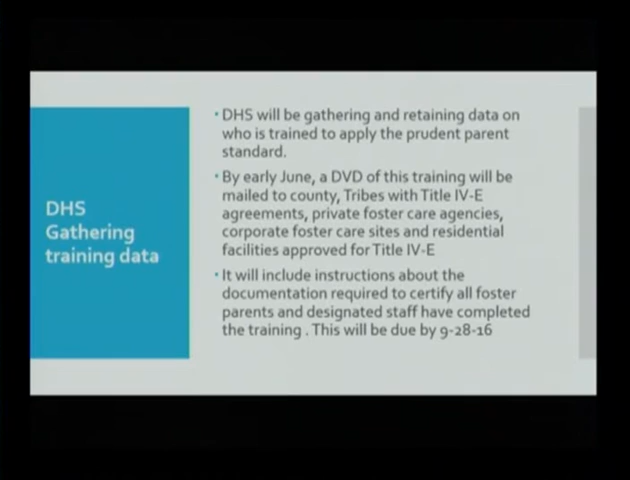 DHS
Gathering
training data
• DHS will be gathering and retaining data on
who is trained to apply the prudent parent
standard.
• By early June, a DVD of this training will be
mailed to county, Tribes with Title IV-E
agreements, private foster care agencies,
corporate foster care sites and residential
facilities approved for Title IV-E
• It will include instructions about the
documentation required to certify all foster
parents and designated staff have completed
the training . This will be due by 9-28-16